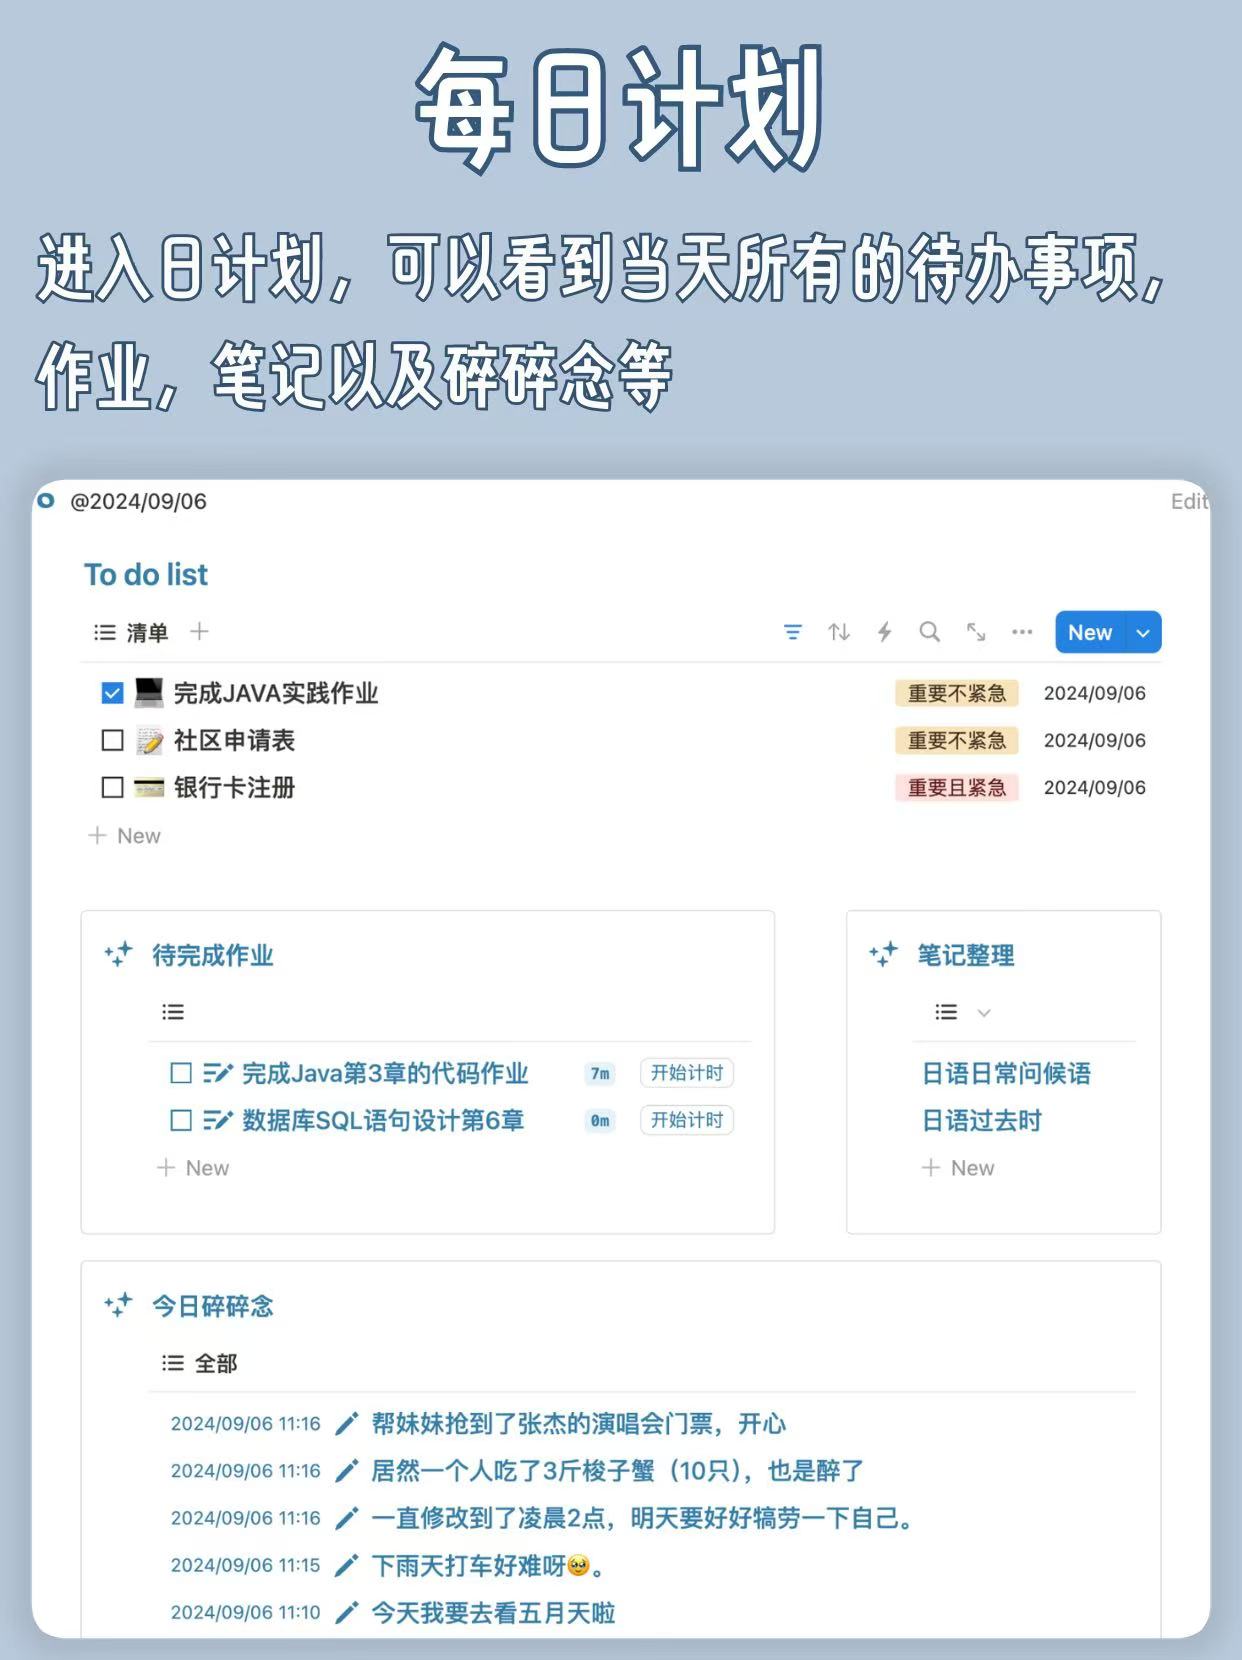 每日计划
进入日计划，可以看到当天所有的待办事项，
作业，笔记以及碎碎念等
@2024/09/06 Edit
To do list
清单 New
完成JAVA实践作业 重要不紧急 2024/09/06
社区申请表 重要不紧急 2024/09/06
银行卡注册 重要且紧急 2024/09/06
New
待完成作业
完成Java第3章的代码作业 7m 开始计时
数据库SQL语句设计第6章 0m 开始计时
New
笔记整理
日语日常问候语
日语过去时
New
今日碎碎念
全部
2024/09/06 11:16 帮妹妹抢到了张杰的演唱会门票，开心
2024/09/06 11:16 居然一个人吃了3斤梭子蟹（10只），也是醉了
2024/09/06 11:16 一直修改到了凌晨2点，明天要好好犒劳一下自己。
2024/09/06 11:15 下雨天打车好难呀🥹。
2024/09/06 11:10 今天我要去看五月天啦